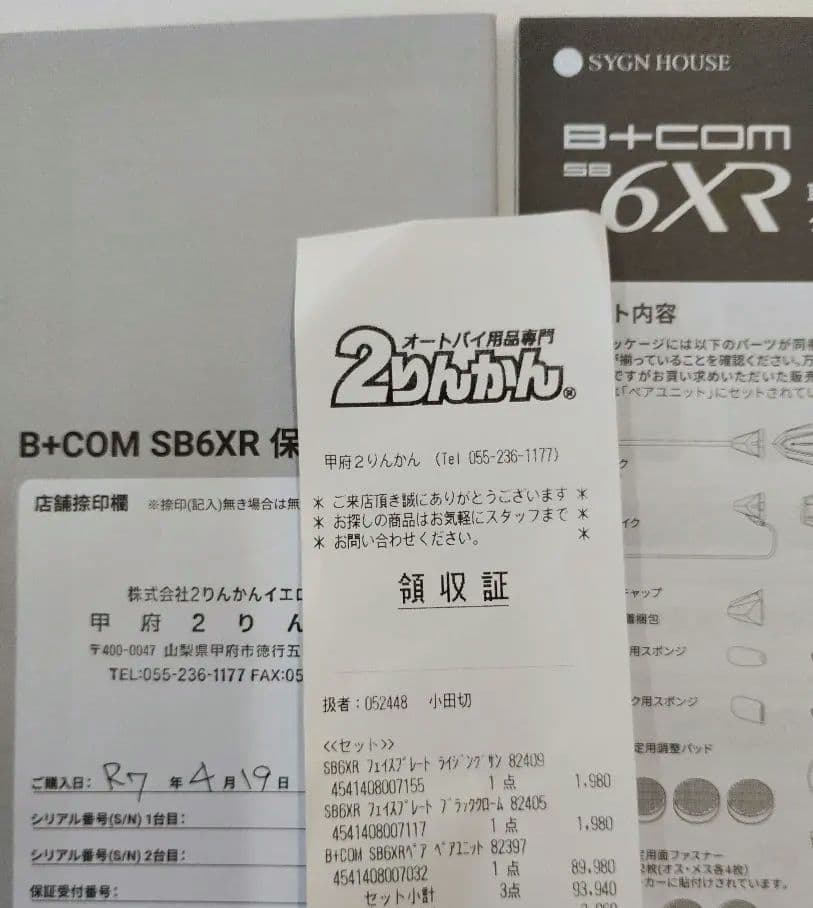 SYGN HOUSE
B+COM
SB
6XR
オートバイ用品専門
2りんかん®
甲府2りんかん (Tel 055-236-1177)
* ご来店頂き誠にありがとうございます *
* お探しの商品はお気軽にスタッフまで *
* お問い合わせください。 *
領収証
扱者:052448 小田切
<<セット>>
SB6XR フェイスプレート ライジングサン 82409
4541408007155 1点 1,980
SB6XR フェイスプレート ブラッククローム 82405
4541408007117 1点 1,980
B+COM SB6XRペア ペアユニット 82397
4541408007032 1点 89,980
セット小計 3点 93,940
B+COM SB6XR 保
店舗捺印欄 ※捺印(記入)無き場合は無
株式会社2りんかんイエロ
甲府2りん
〒400-0047 山梨県甲府市徳行五
TEL:055-236-1177 FAX:05
ご購入日: R7 年 4 月 19 日
シリアル番号(S/N) 1台目:
シリアル番号(S/N) 2台目:
保証受付番号:
ト内容
ッケージには以下のパーツが同
が揃っていることを確認ください。万
ですがお買い求めいただいた販売
「ペアユニット」にセットされてい
ク
イク
キャップ
着梱包
用スポンジ
ク用スポンジ
定用調整パッド
定用面ファスナー
2枚(オス・メス各4枚)
カーに貼付けされています。